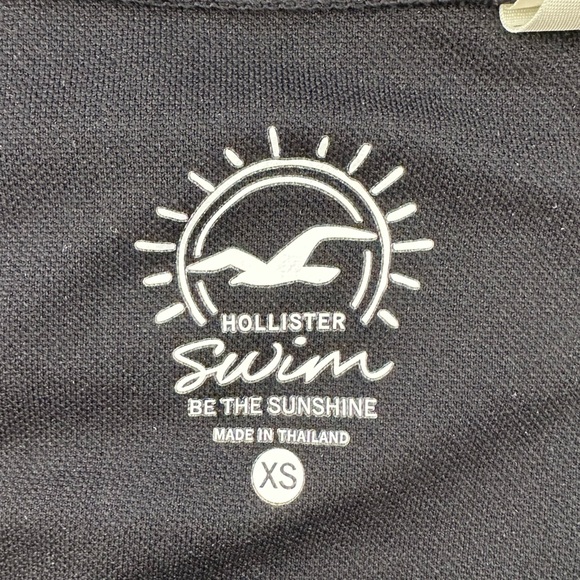 HOLLISTER
Swim
BE THE SUNSHINE
MADE IN THAILAND
XS